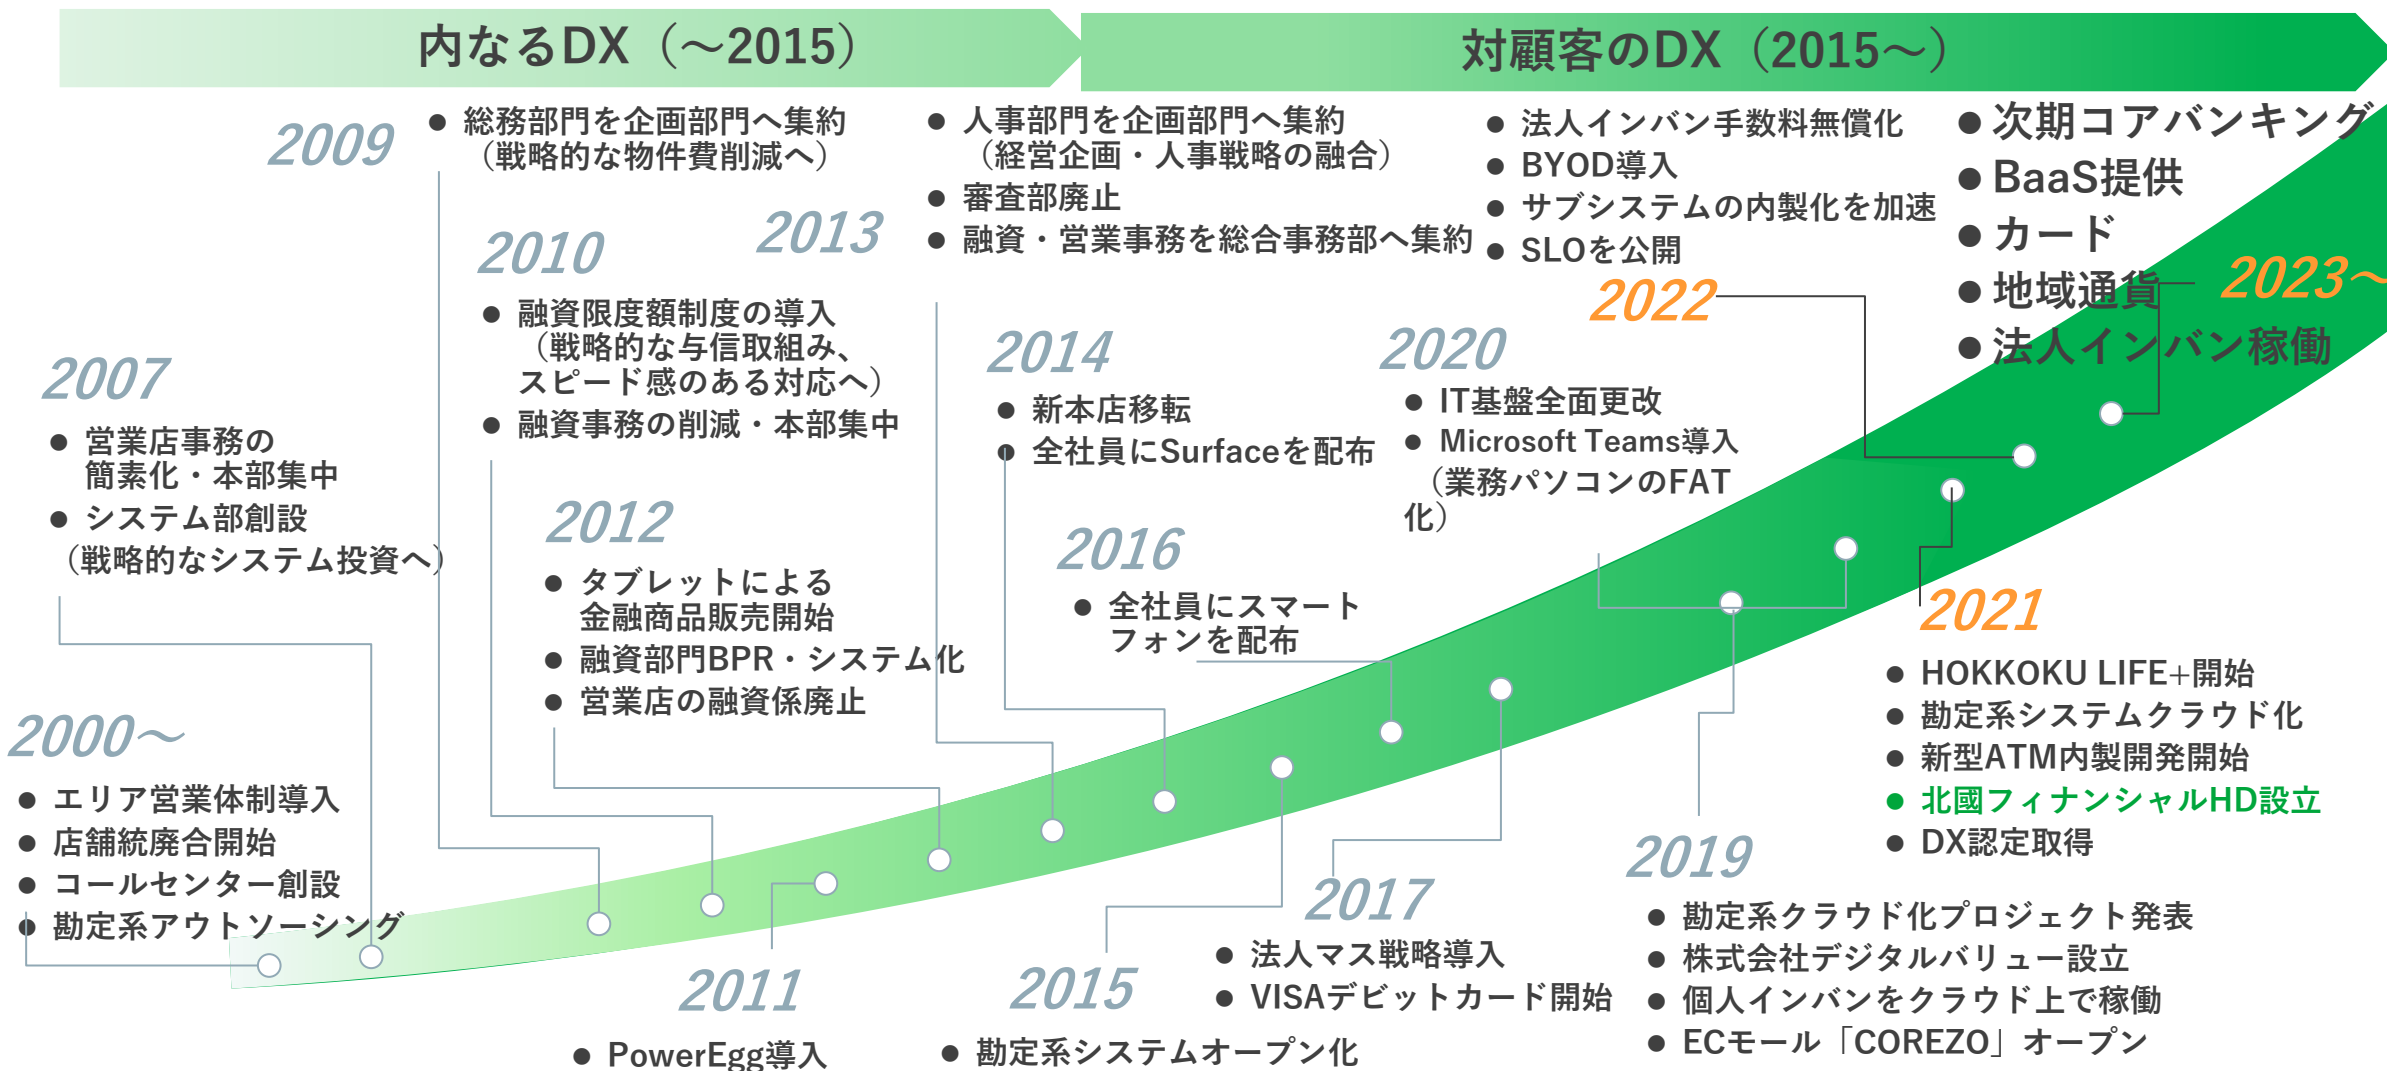 内なるDX（～2015）
対顧客のDX（2015～）
2009
● 総務部門を企画部門へ集約
（戦略的な物件費削減へ）
2013
● 人事部門を企画部門へ集約
（経営企画・人事戦略の融合）
● 審査部廃止
● 融資・営業事務を総合事務部へ集約
● 法人インバン手数料無償化
● BYOD導入
● サブシステムの内製化を加速
● SLOを公開
2022
● 次期コアバンキング
● BaaS提供
● カード
● 地域通貨
● 法人インバン稼働
2023～
2010
● 融資限度額制度の導入
（戦略的な与信取組み、
スピード感のある対応へ）
● 融資事務の削減・本部集中
2014
● 新本店移転
● 全社員にSurfaceを配布
2020
● IT基盤全面更改
● Microsoft Teams導入
（業務パソコンのFAT
化）
2007
● 営業店事務の
簡素化・本部集中
● システム部創設
（戦略的なシステム投資へ）
2012
● タブレットによる
金融商品販売開始
● 融資部門BPR・システム化
● 営業店の融資係廃止
2016
● 全社員にスマート
フォンを配布
2021
● HOKKOKU LIFE+開始
● 勘定系システムクラウド化
● 新型ATM内製開発開始
● 北國フィナンシャルHD設立
● DX認定取得
2000～
● エリア営業体制導入
● 店舗統廃合開始
● コールセンター創設
● 勘定系アウトソーシング
2011
● PowerEgg導入
2015
● 勘定系システムオープン化
2017
● 法人マス戦略導入
● VISAデビットカード開始
2019
● 勘定系クラウド化プロジェクト発表
● 株式会社デジタルバリュー設立
● 個人インバンをクラウド上で稼働
● ECモール「COREZO」オープン